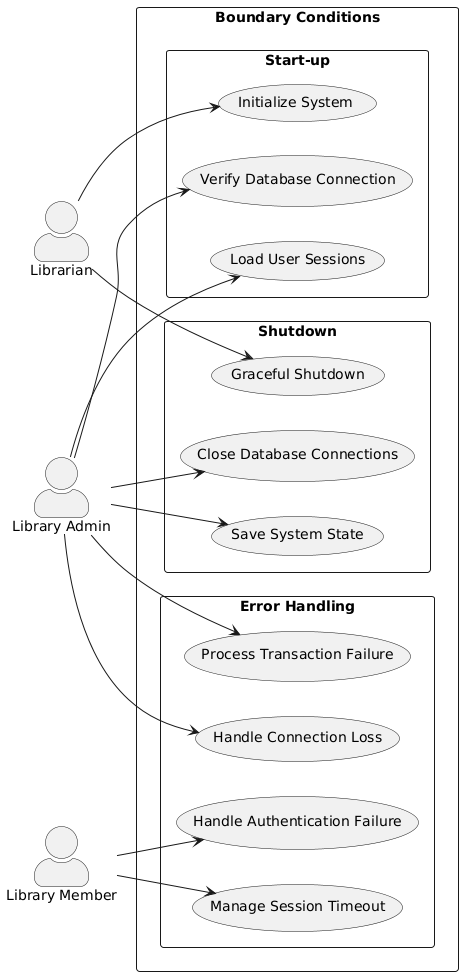 Boundary Conditions
Start-up
Initialize System
Verify Database Connection
Load User Sessions
Librarian
Shutdown
Graceful Shutdown
Close Database Connections
Save System State
Library Admin
Error Handling
Process Transaction Failure
Handle Connection Loss
Handle Authentication Failure
Manage Session Timeout
Library Member